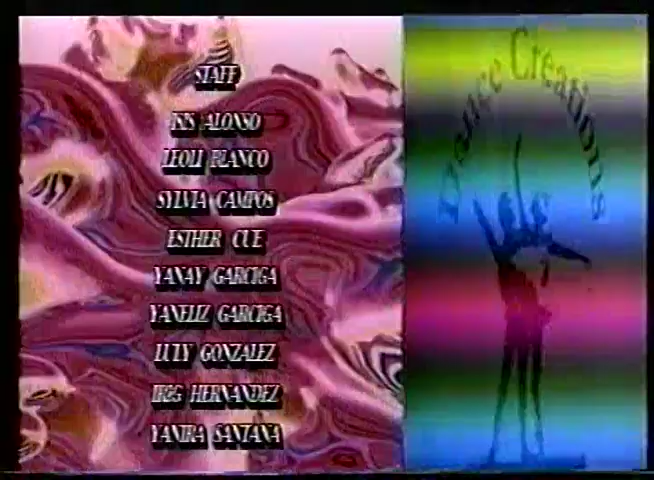 STAFF
ISIS ALONSO
LEOLI BLANCO
SYLVIA CAMPOS
ESTHER CUE
YANAY GARCIGA
YANELIZ GARCIGA
LULY GONZALEZ
HERNANDEZ
YANIRA SANTANA
Dance Creations